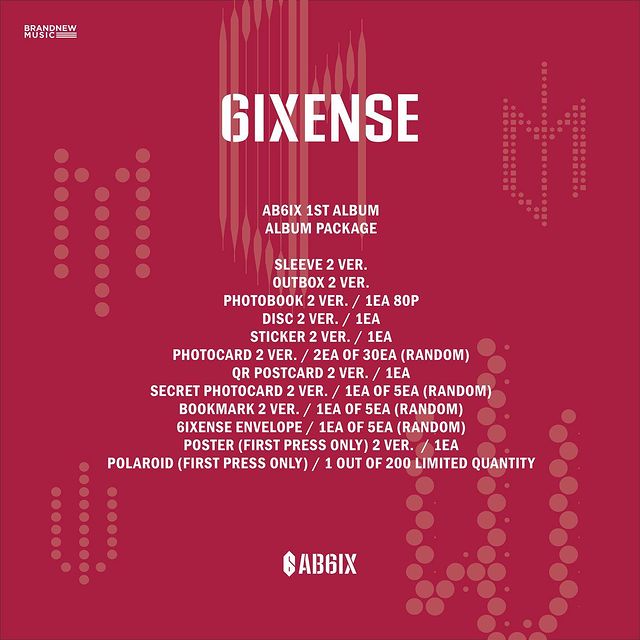 BRANDNEW
MUSIC
6IXENSE
AB6IX 1ST ALBUM
ALBUM PACKAGE
SLEEVE 2 VER.
OUTBOX 2 VER.
PHOTOBOOK 2 VER. / 1EA 80P
DISC 2 VER. / 1EA
STICKER 2 VER. / 1EA
PHOTOCARD 2 VER. / 2EA OF 30EA (RANDOM)
QR POSTCARD 2 VER. / 1EA
SECRET PHOTOCARD 2 VER. / 1EA OF 5EA (RANDOM)
BOOKMARK 2 VER. / 1EA OF 5EA (RANDOM)
6IXENSE ENVELOPE / 1EA OF 5EA (RANDOM)
POSTER (FIRST PRESS ONLY) 2 VER. / 1EA
POLAROID (FIRST PRESS ONLY) / 1 OUT OF 200 LIMITED QUANTITY
AB6IX